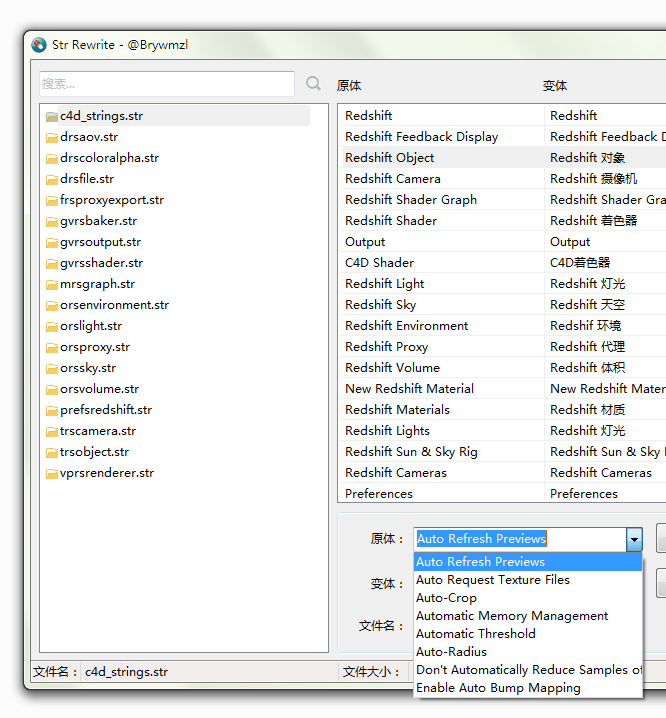 Str Rewrite - @Brywmzl
搜索...
原体 变体
c4d_strings.str
drsaov.str
drscoloralpha.str
drsfile.str
frsproxyexport.str
gvrsbaker.str
gvrsoutput.str
gvrsshader.str
mrsgraph.str
orsenvironment.str
orslight.str
orsproxy.str
orssky.str
orsvolume.str
prefsredshift.str
trscamera.str
trsobject.str
vprsrenderer.str
Redshift Redshift
Redshift Feedback Display Redshift Feedback D
Redshift Object Redshift 对象
Redshift Camera Redshift 摄像机
Redshift Shader Graph Redshift Shader Gra
Redshift Shader Redshift 着色器
Output Output
C4D Shader C4D着色器
Redshift Light Redshift 灯光
Redshift Sky Redshift 天空
Redshift Environment Redshif 环境
Redshift Proxy Redshift 代理
Redshift Volume Redshift 体积
New Redshift Material New Redshift Mater
Redshift Materials Redshift 材质
Redshift Lights Redshift 灯光
Redshift Sun & Sky Rig Redshift Sun & Sky
Redshift Cameras Redshift Cameras
Preferences Preferences
原体： Auto Refresh Previews
变体：
文件名：
Auto Refresh Previews
Auto Request Texture Files
Auto-Crop
Automatic Memory Management
Automatic Threshold
Auto-Radius
Don't Automatically Reduce Samples of
Enable Auto Bump Mapping
文件名： c4d_strings.str 文件大小：